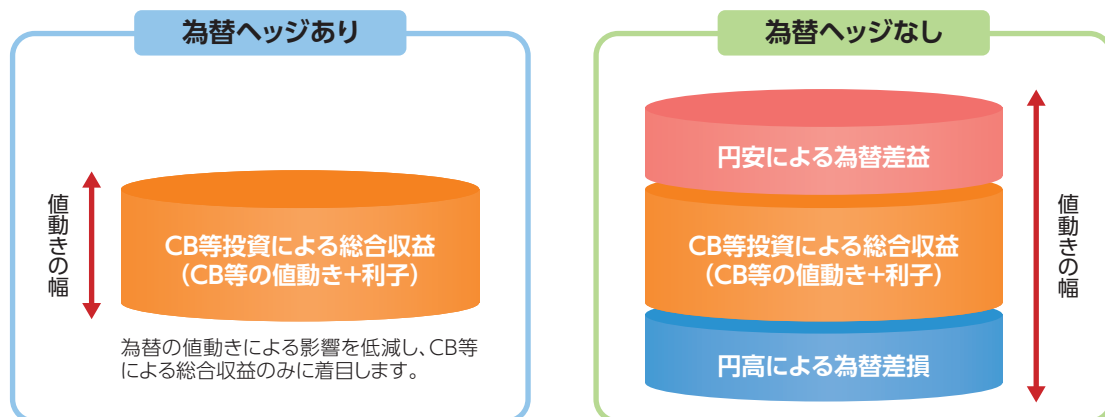 為替ヘッジあり
値動きの幅
CB等投資による総合収益
（CB等の値動き＋利子）
為替の値動きによる影響を低減し、CB等
による総合収益のみに着目します。
為替ヘッジなし
円安による為替差益
CB等投資による総合収益
（CB等の値動き＋利子）
円高による為替差損
値動きの幅